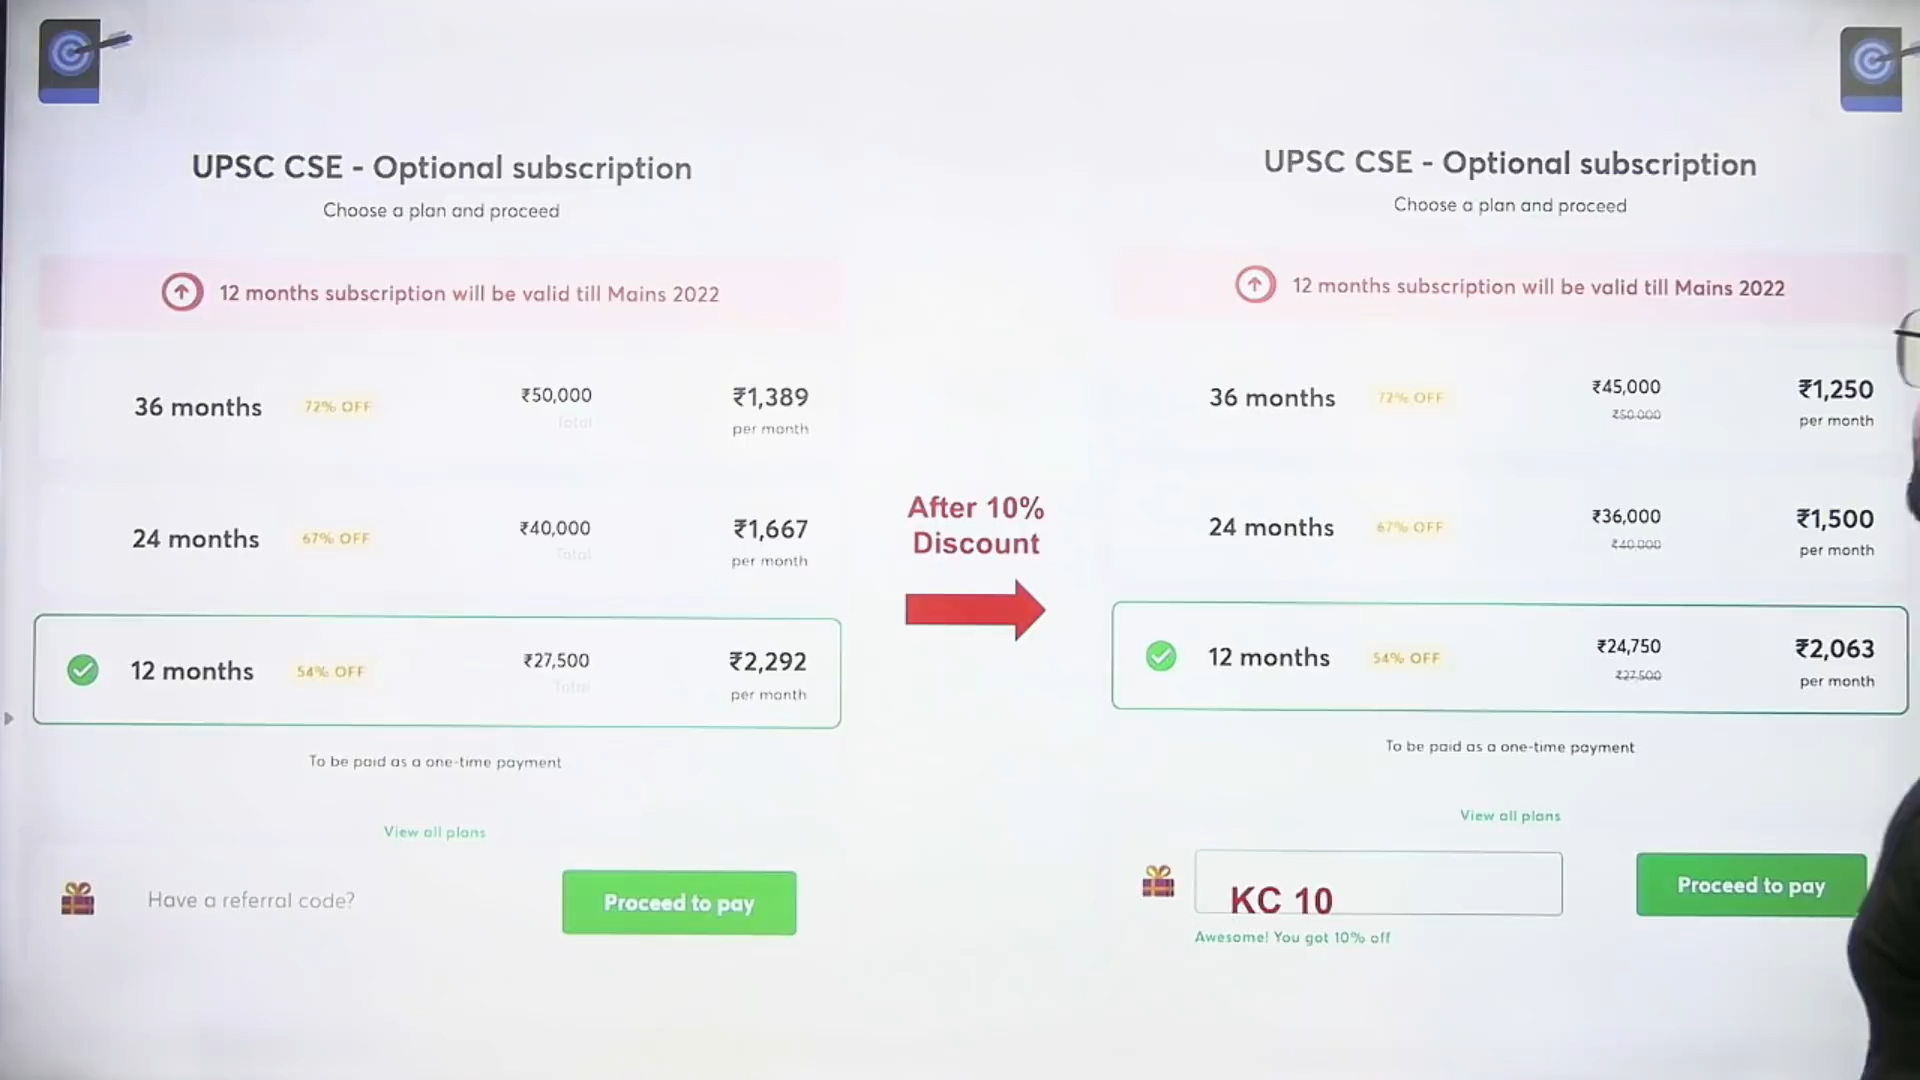 UPSC CSE - Optional subscription
Choose a plan and proceed
12 months subscription will be valid till Mains 2022
36 months 72% OFF ₹50,000 ₹1,389
Total per month
24 months 67% OFF ₹40,000 ₹1,667
Total per month
12 months 54% OFF ₹27,500 ₹2,292
Total per month
To be paid as a one-time payment
View all plans
Have a referral code? Proceed to pay
After 10%
Discount
UPSC CSE - Optional subscription
Choose a plan and proceed
12 months subscription will be valid till Mains 2022
36 months 72% OFF ₹45,000 ₹1,250
₹50,000 per month
24 months 67% OFF ₹36,000 ₹1,500
₹40,000 per month
12 months 54% OFF ₹24,750 ₹2,063
₹27,500 per month
To be paid as a one-time payment
View all plans
KC 10 Proceed to pay
Awesome! You got 10% off